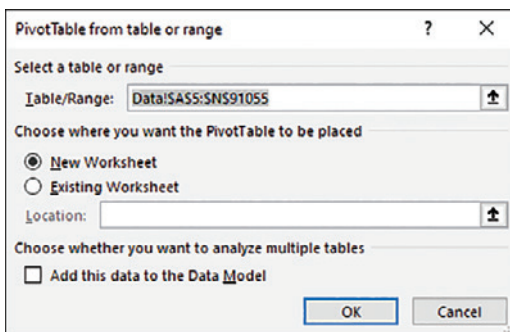 PivotTable from table or range ? ✕
Select a table or range
Table/Range: Data!$A$5:$N$91055
Choose where you want the PivotTable to be placed
New Worksheet
Existing Worksheet
Location:
Choose whether you want to analyze multiple tables
Add this data to the Data Model
OK Cancel